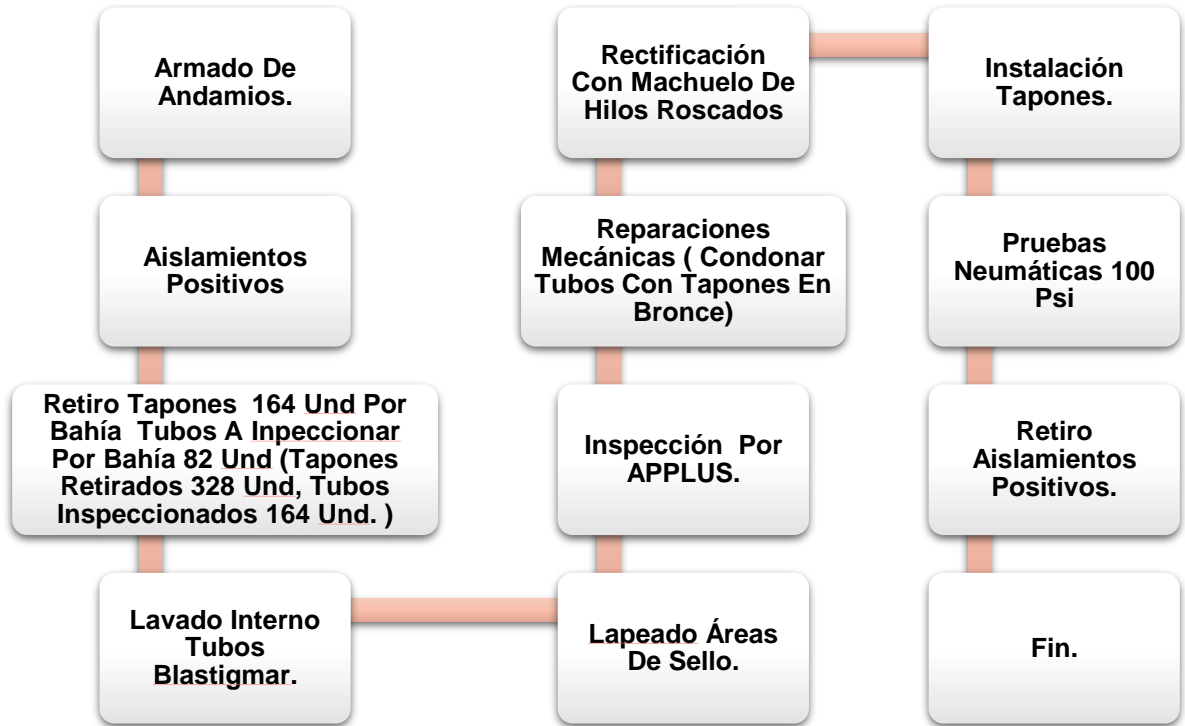 Armado De
Andamios.
Aislamientos
Positivos
Retiro Tapones 164 Und Por
Bahía Tubos A Inpeccionar
Por Bahía 82 Und (Tapones
Retirados 328 Und, Tubos
Inspeccionados 164 Und. )
Lavado Interno
Tubos
Blastigmar.
Lapeado Áreas
De Sello.
Inspección Por
APPLUS.
Reparaciones
Mecánicas ( Condonar
Tubos Con Tapones En
Bronce)
Rectificación
Con Machuelo De
Hilos Roscados
Instalación
Tapones.
Pruebas
Neumáticas 100
Psi
Retiro
Aislamientos
Positivos.
Fin.